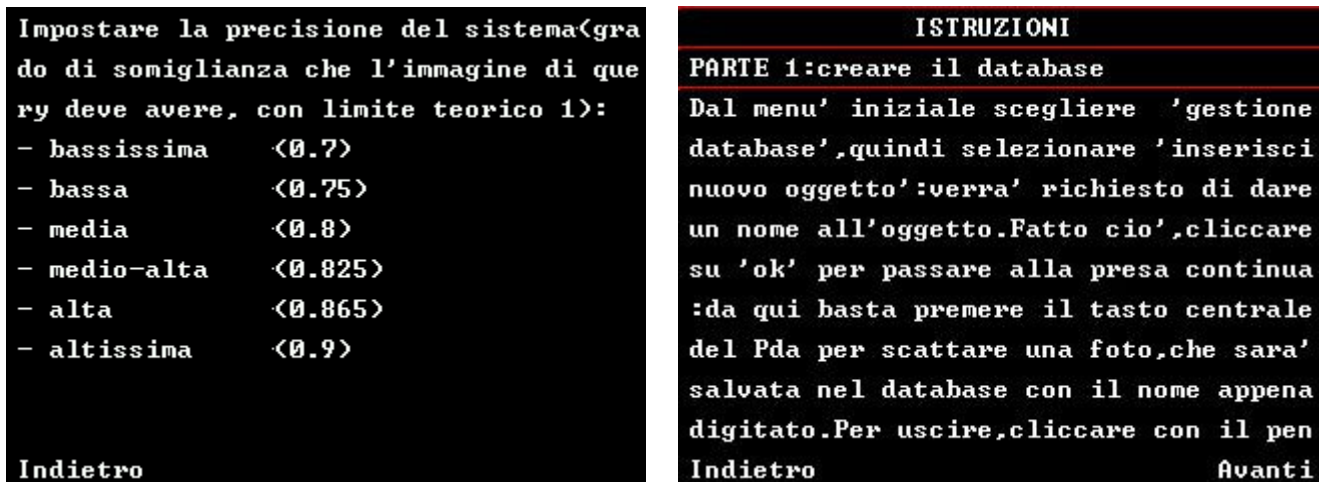 Impostare la precisione del sistema(gra
do di somiglianza che l'immagine di que
ry deve avere, con limite teorico 1):
- bassissima (0.7)
- bassa (0.75)
- media (0.8)
- medio-alta (0.825)
- alta (0.865)
- altissima (0.9)
Indietro
ISTRUZIONI
PARTE 1:creare il database
Dal menu' iniziale scegliere 'gestione
database',quindi selezionare 'inserisci
nuovo oggetto':verra' richiesto di dare
un nome all'oggetto.Fatto cio',cliccare
su 'ok' per passare alla presa continua
:da qui basta premere il tasto centrale
del Pda per scattare una foto,che sara'
salvata nel database con il nome appena
digitato.Per uscire,cliccare con il pen
Indietro Avanti